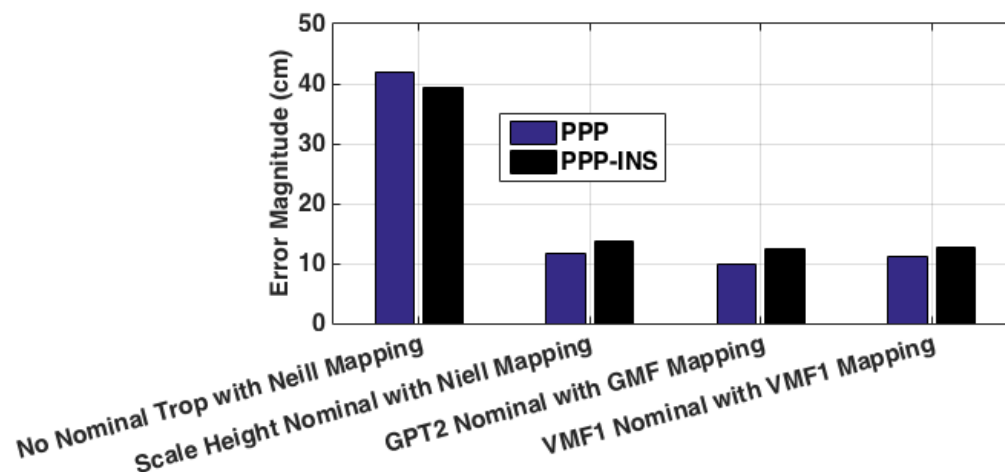 50
40
30
20
10
0
Error Magnitude (cm)
PPP
PPP-INS
No Nominal Trop with Neill Mapping
Scale Height Nominal with Niell Mapping
GPT2 Nominal with GMF Mapping
VMF1 Nominal with VMF1 Mapping